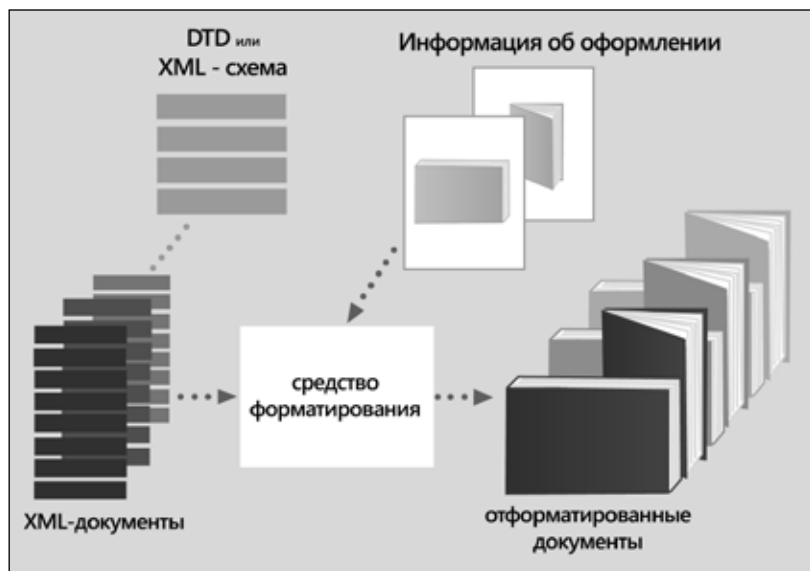 DTD или
XML - схема
Информация об оформлении
средство
форматирования
XML-документы
отформатированные
документы